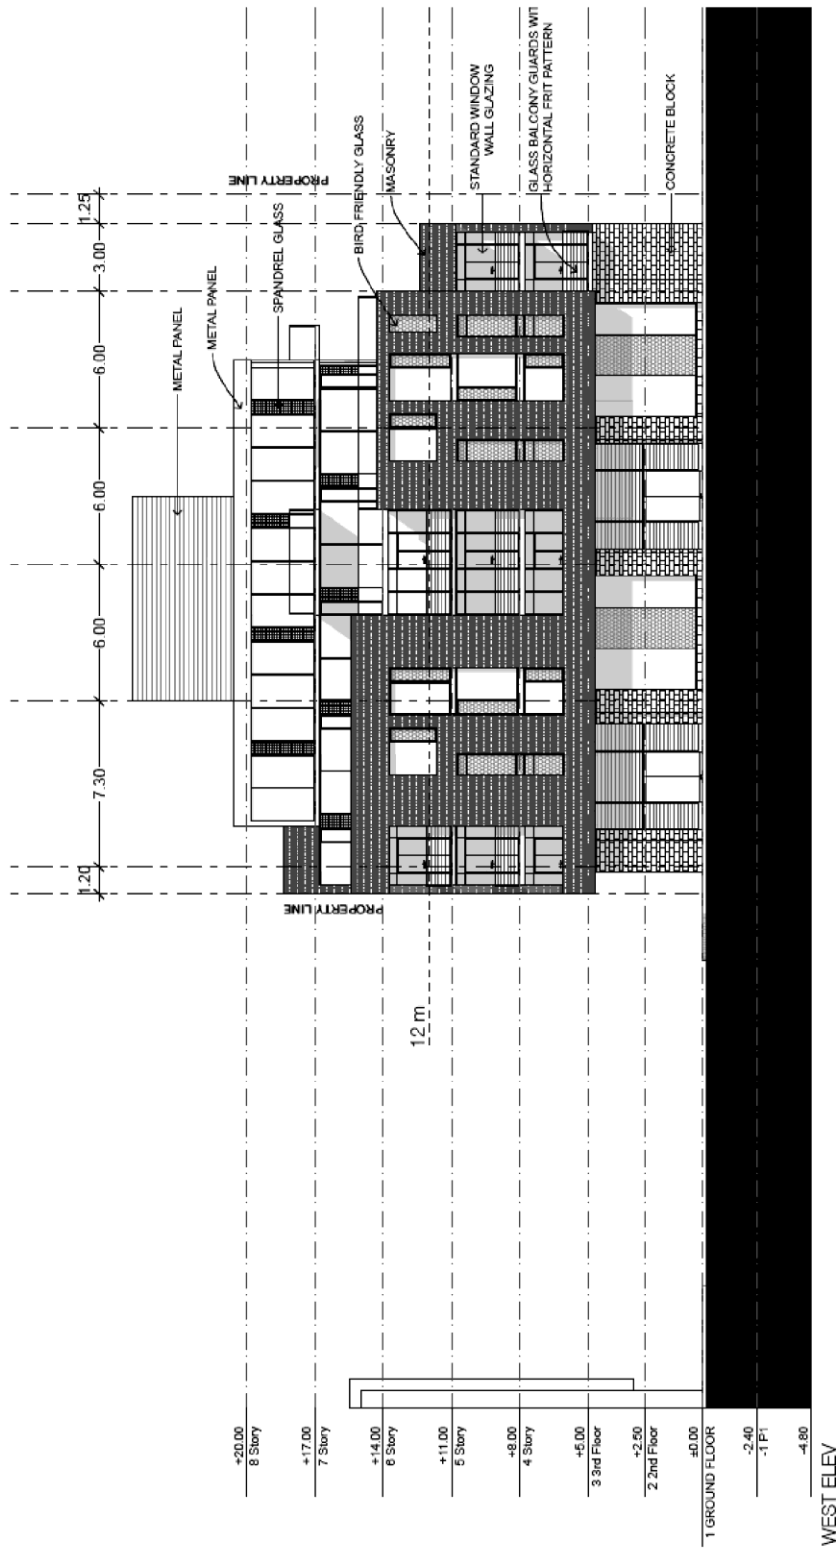 1.20
7.30
6.00
6.00
6.00
3.00
1.25
METAL PANEL
METAL PANEL
SPANDREL GLASS
PROPERTY LINE
PROPERTY LINE
BIRD FRIENDLY GLASS
MASONRY
STANDARD WINDOW
WALL GLAZING
GLASS BALCONY GUARDS WIT
HORIZONTAL FRIT PATTERN
CONCRETE BLOCK
12 m
+20.00
8 Story
+17.00
7 Story
+14.00
6 Story
+11.00
5 Story
+8.00
4 Story
+5.00
3 3rd Floor
+2.50
2 2nd Floor
±0.00
1 GROUND FLOOR
-2.40
-1 P1
-4.80
WEST ELEV